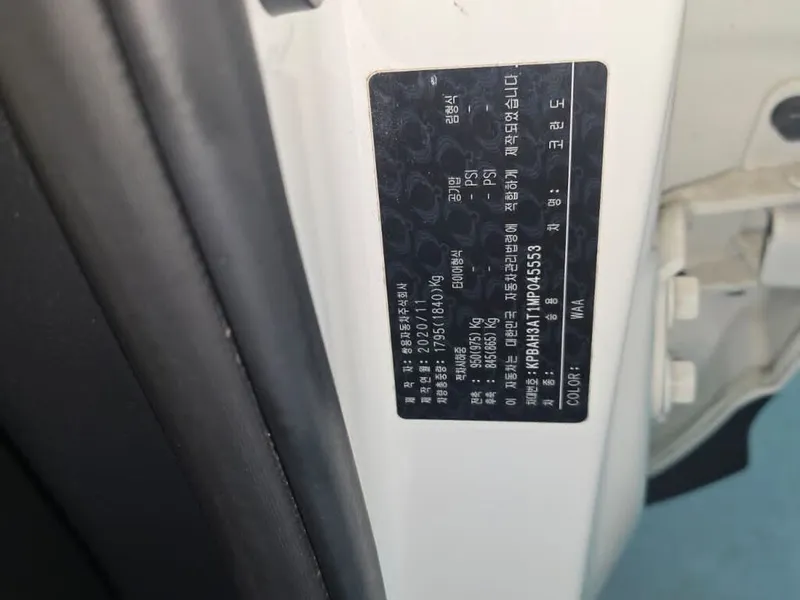 제 작 자: 쌍용자동차주식회사
제작연월: 2020/11
차량총중량: 1795(1840)Kg
적차시하중 타이어형식 공기압 림형식
전축 : 950(975) Kg - - PSI -
후축 : 845(865) Kg - - PSI -
이 자동차는 대한민국 자동차관리법령에 적합하게 제작되었습니다.
차대번호: KPBAH3AT1MP045553
차 종: 승용 차 명: 코란도
COLOR: WAA